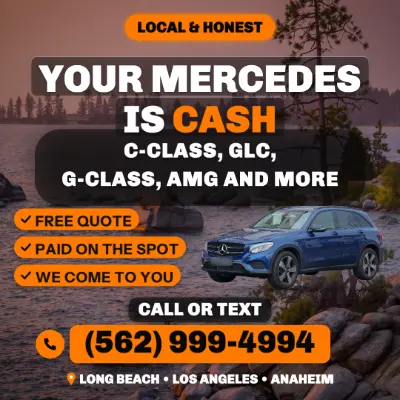 LOCAL & HONEST
YOUR MERCEDES
IS CASH
C-CLASS, GLC,
G-CLASS, AMG AND MORE
FREE QUOTE
PAID ON THE SPOT
WE COME TO YOU
CALL OR TEXT
(562) 999-4994
LONG BEACH • LOS ANGELES • ANAHEIM